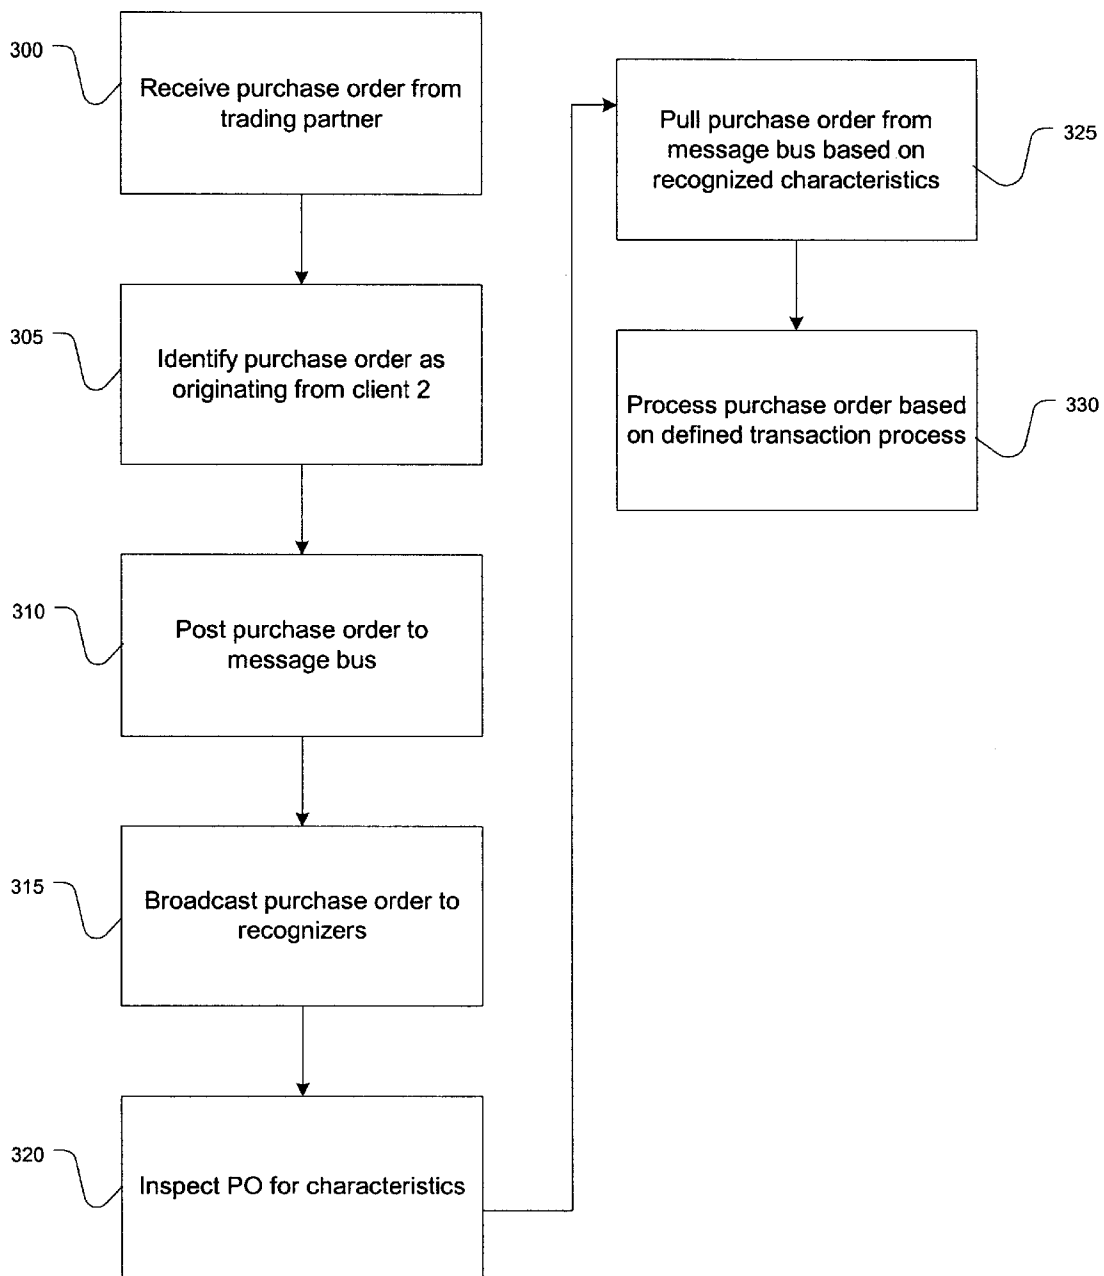 300
Receive purchase order from
trading partner
305
Identify purchase order as
originating from client 2
310
Post purchase order to
message bus
315
Broadcast purchase order to
recognizers
320
Inspect PO for characteristics
Pull purchase order from
message bus based on
recognized characteristics
325
Process purchase order based
on defined transaction process
330